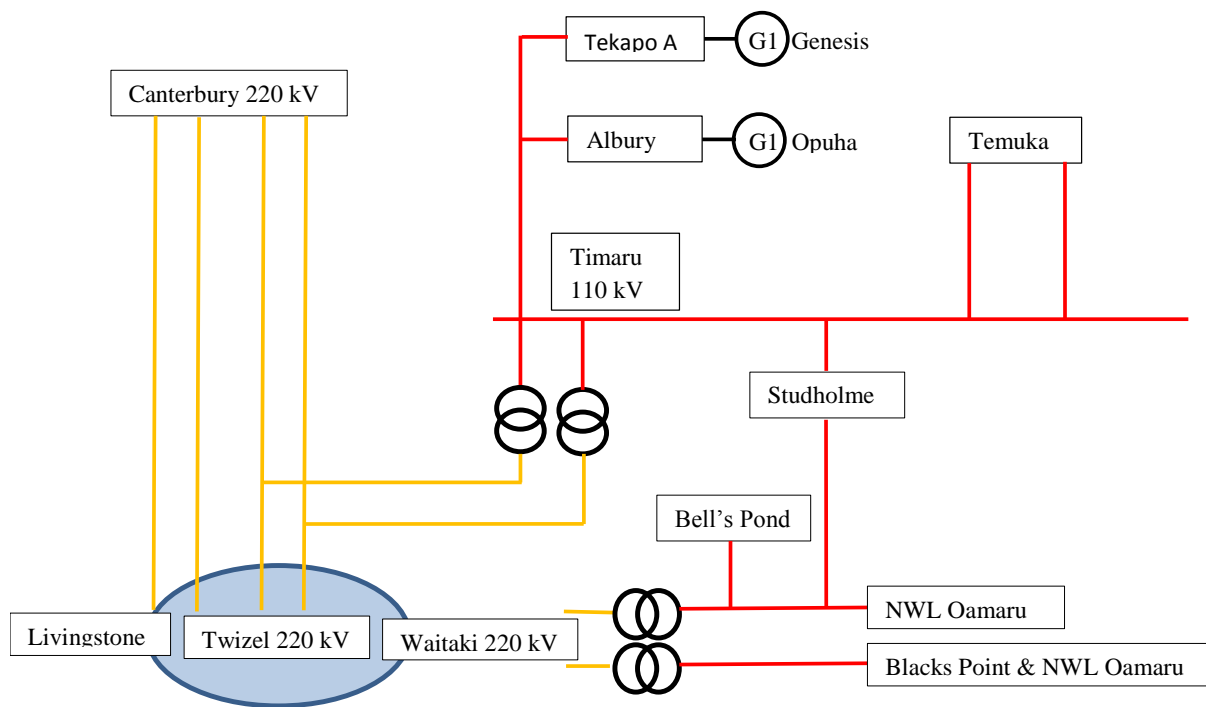 Tekapo A
G1
Genesis
Canterbury 220 kV
Albury
G1
Opuha
Temuka
Timaru
110 kV
Studholme
Bell’s Pond
NWL Oamaru
Livingstone
Twizel 220 kV
Waitaki 220 kV
Blacks Point & NWL Oamaru